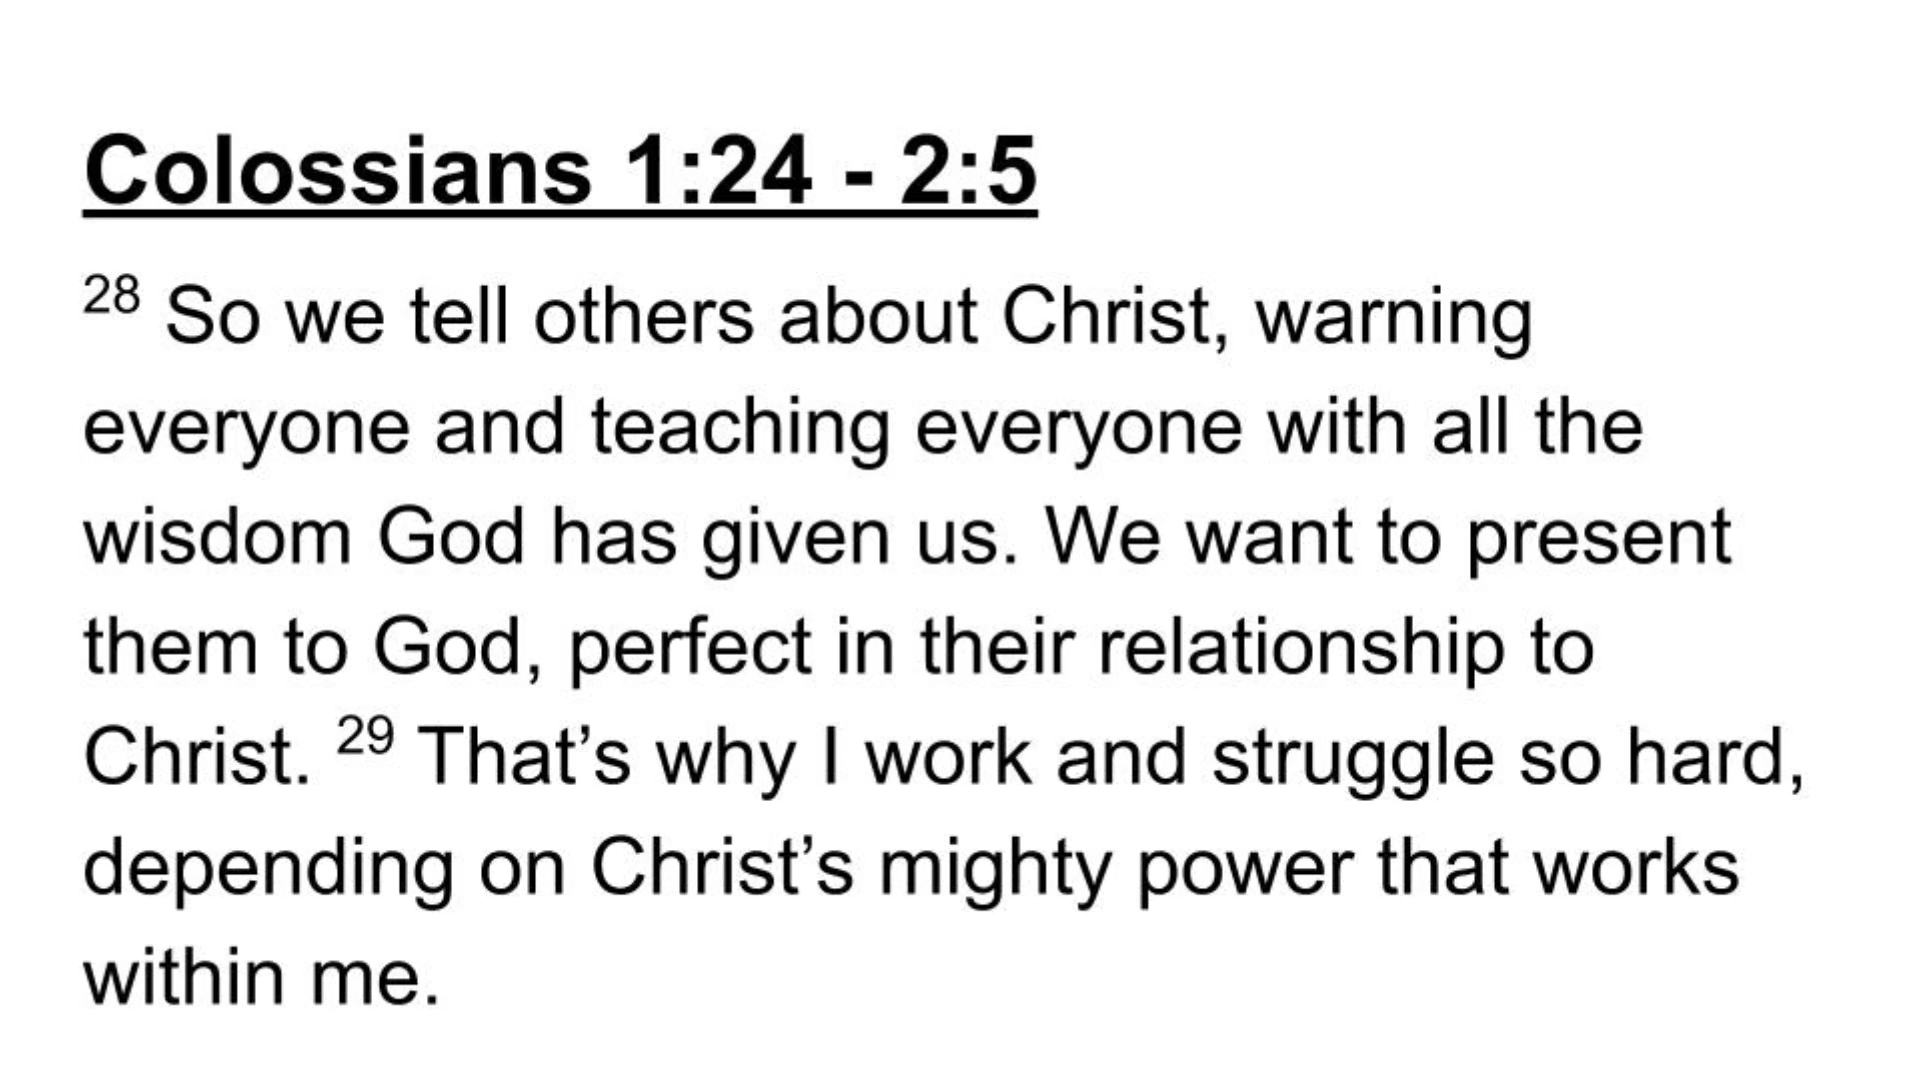 Colossians 1:24 - 2:5
28 So we tell others about Christ, warning
everyone and teaching everyone with all the
wisdom God has given us. We want to present
them to God, perfect in their relationship to
Christ. 29 That’s why I work and struggle so hard,
depending on Christ’s mighty power that works
within me.